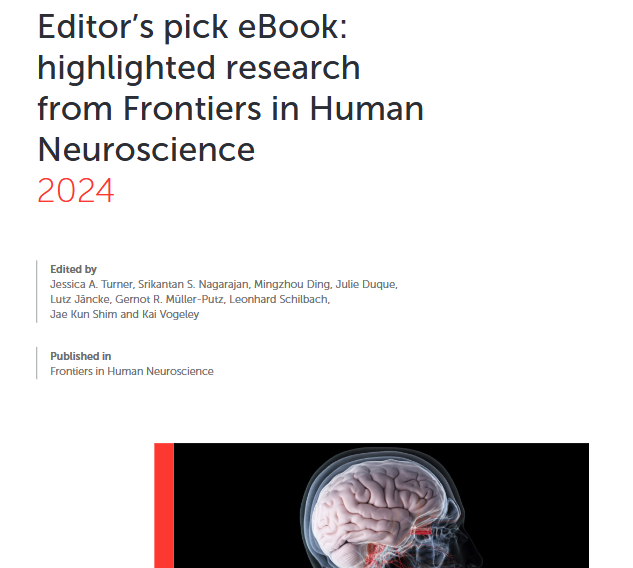 Editor’s pick eBook:
highlighted research
from Frontiers in Human
Neuroscience
2024
Edited by
Jessica A. Turner, Srikantan S. Nagarajan, Mingzhou Ding, Julie Duque,
Lutz Jäncke, Gernot R. Müller-Putz, Leonhard Schilbach,
Jae Kun Shim and Kai Vogeley
Published in
Frontiers in Human Neuroscience